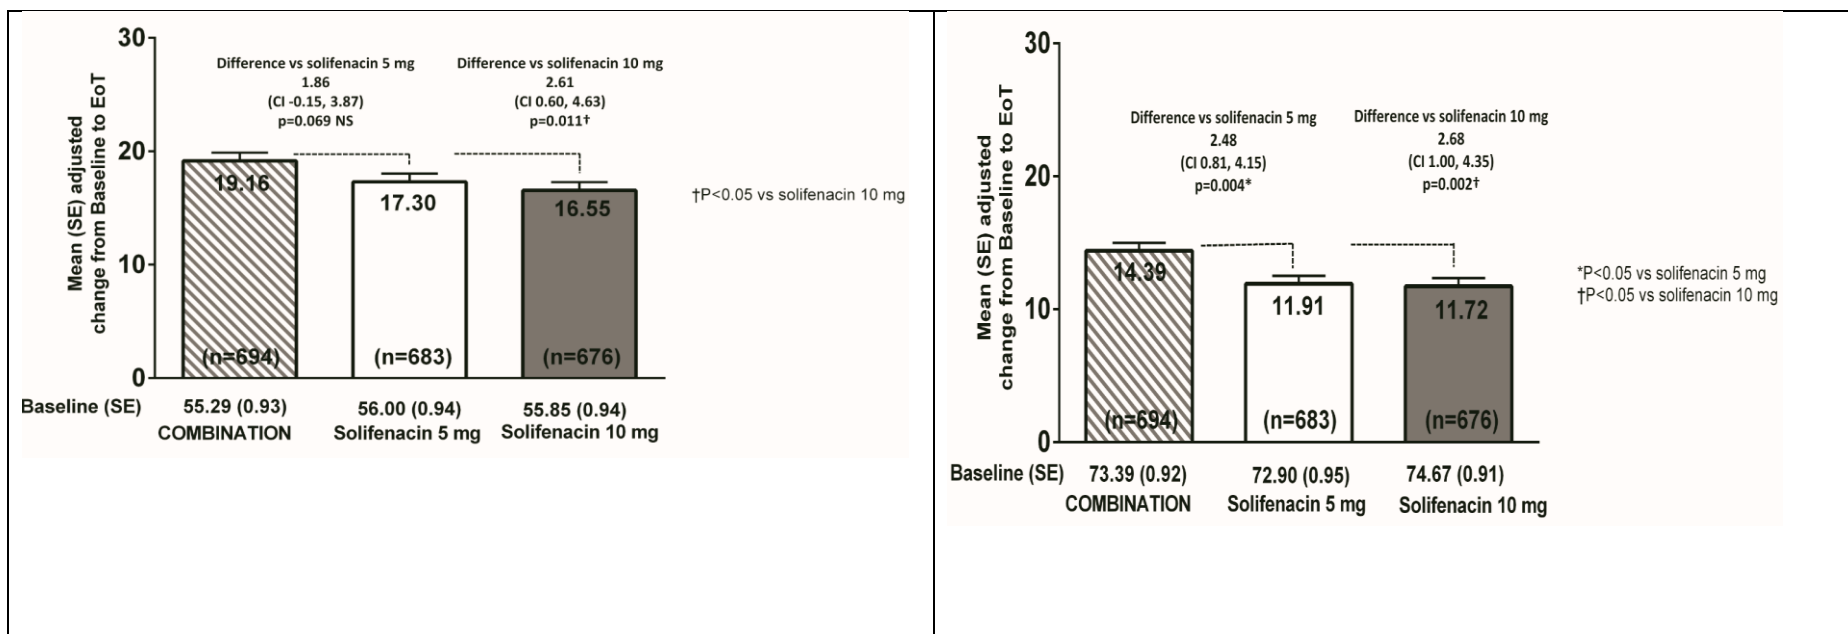 30
20
10
0
Mean (SE) adjusted
change from Baseline to EoT
Difference vs solifenacin 5 mg
1.86
(CI -0.15, 3.87)
p=0.069 NS
Difference vs solifenacin 10 mg
2.61
(CI 0.60, 4.63)
p=0.011†
19.16
17.30
16.55
(n=694)
(n=683)
(n=676)
†P<0.05 vs solifenacin 10 mg
Baseline (SE) 55.29 (0.93) 56.00 (0.94) 55.85 (0.94)
COMBINATION Solifenacin 5 mg Solifenacin 10 mg
30
20
10
0
Mean (SE) adjusted
change from Baseline to EoT
Difference vs solifenacin 5 mg
2.48
(CI 0.81, 4.15)
p=0.004*
Difference vs solifenacin 10 mg
2.68
(CI 1.00, 4.35)
p=0.002†
14.39
11.91
11.72
(n=694)
(n=683)
(n=676)
*P<0.05 vs solifenacin 5 mg
†P<0.05 vs solifenacin 10 mg
Baseline (SE) 73.39 (0.92) 72.90 (0.95) 74.67 (0.91)
COMBINATION Solifenacin 5 mg Solifenacin 10 mg